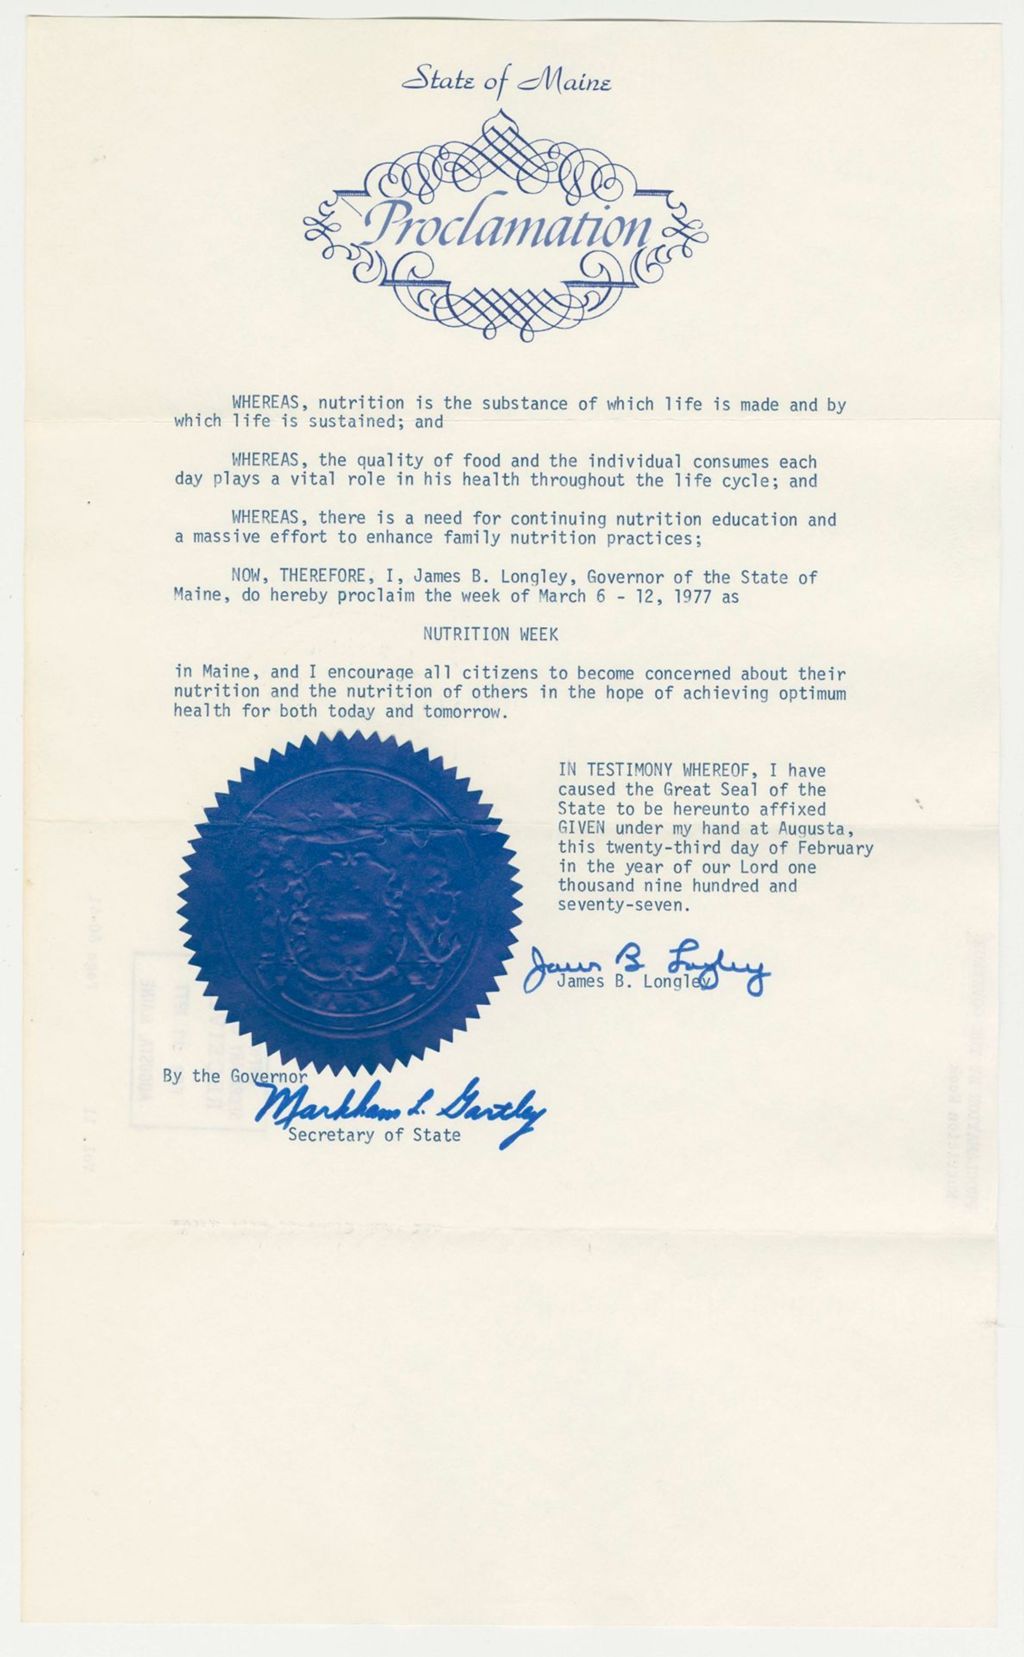 State of Maine
Proclamation
WHEREAS, nutrition is the substance of which life is made and by
which life is sustained; and
WHEREAS, the quality of food and the individual consumes each
day plays a vital role in his health throughout the life cycle; and
WHEREAS, there is a need for continuing nutrition education and
a massive effort to enhance family nutrition practices;
NOW, THEREFORE, I, James B. Longley, Governor of the State of
Maine, do hereby proclaim the week of March 6 - 12, 1977 as
NUTRITION WEEK
in Maine, and I encourage all citizens to become concerned about their
nutrition and the nutrition of others in the hope of achieving optimum
health for both today and tomorrow.
IN TESTIMONY WHEREOF, I have
caused the Great Seal of the
State to be hereunto affixed
GIVEN under my hand at Augusta,
this twenty-third day of February
in the year of our Lord one
thousand nine hundred and
seventy-seven.
James B Longley
James B. Longley
By the Governor
Markham L. Gartley
Secretary of State